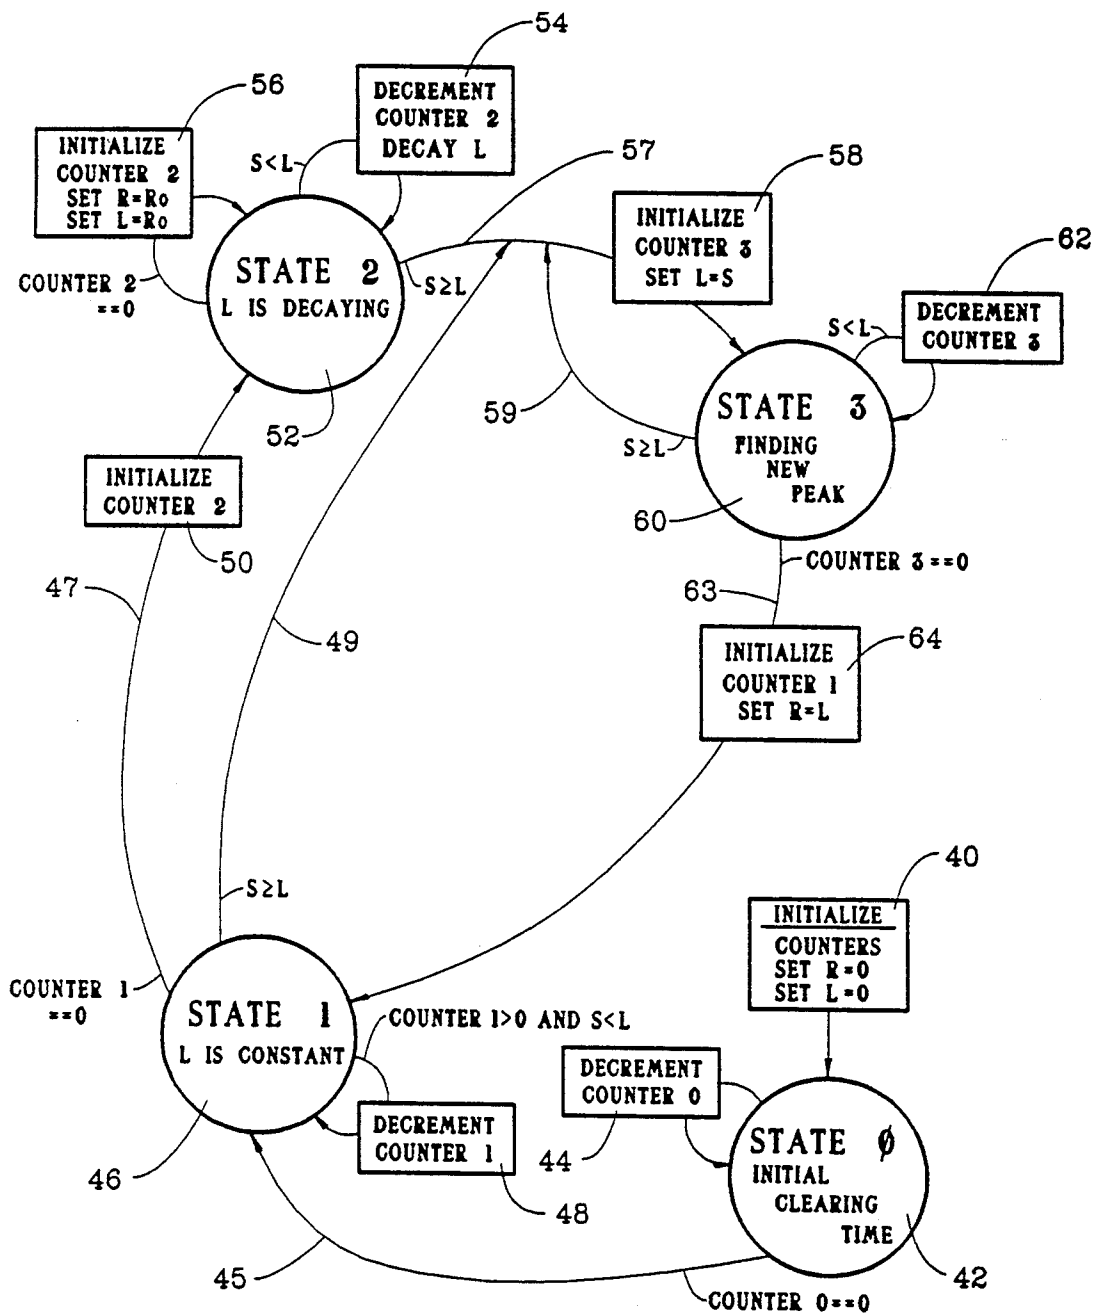 54
DECREMENT
COUNTER 2
DECAY L
56
INITIALIZE
COUNTER 2
SET R=Ro
SET L=Ro
S<L
57
58
INITIALIZE
COUNTER 3
SET L=S
62
DECREMENT
COUNTER 3
S<L
STATE 2
L IS DECAYING
COUNTER 2
==0
S≥L
52
59
STATE 3
FINDING
NEW
PEAK
S≥L
60
INITIALIZE
COUNTER 2
50
COUNTER 3==0
47
49
63
64
INITIALIZE
COUNTER 1
SET R=L
S≥L
40
INITIALIZE
COUNTERS
SET R=0
SET L=0
COUNTER 1
==0
STATE 1
L IS CONSTANT
COUNTER 1>0 AND S<L
46
DECREMENT
COUNTER 1
48
DECREMENT
COUNTER 0
44
STATE Ø
INITIAL
CLEARING
TIME
42
45
COUNTER 0==0